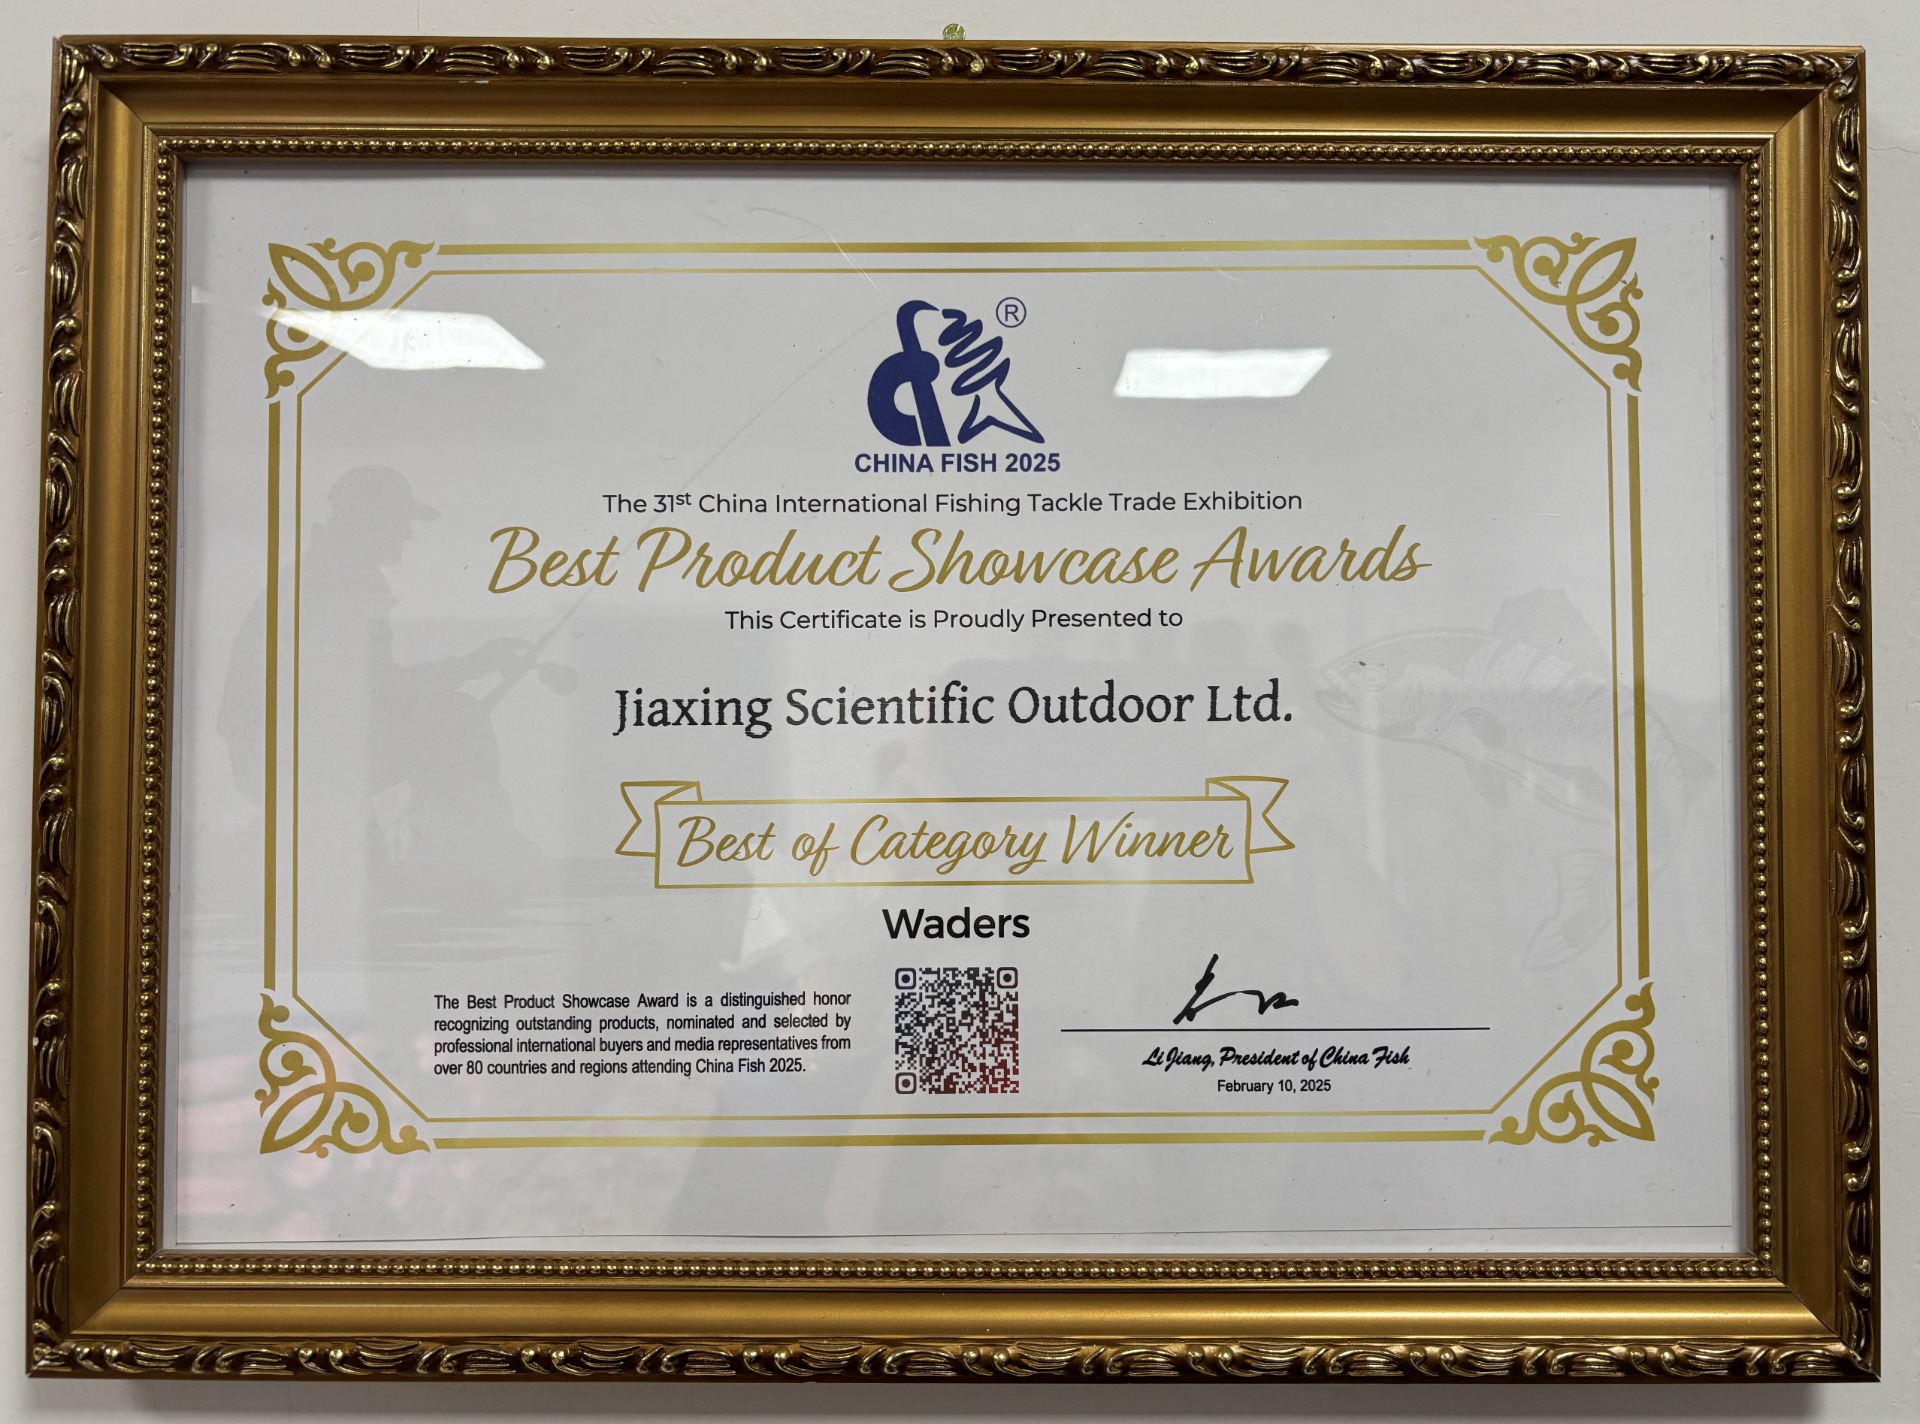 ®
CHINA FISH 2025
The 31st China International Fishing Tackle Trade Exhibition
Best Product Showcase Awards
This Certificate is Proudly Presented to
Jiaxing Scientific Outdoor Ltd.
Best of Category Winner
Waders
The Best Product Showcase Award is a distinguished honor
recognizing outstanding products, nominated and selected by
professional international buyers and media representatives from
over 80 countries and regions attending China Fish 2025.
Li Jiang, President of China Fish
February 10, 2025